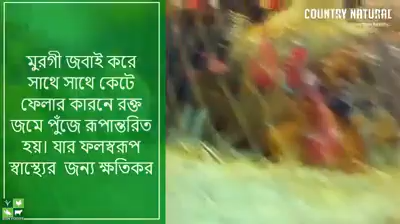 COUNTRY NATURAL
মুরগী জবাই করে
সাথে সাথে কেটে
ফেলার কারনে রক্ত
জমে পুঁজে রূপান্তরিত
হয়। যার ফলস্বরূপ
স্বাস্থ্যের জন্য ক্ষতিকর